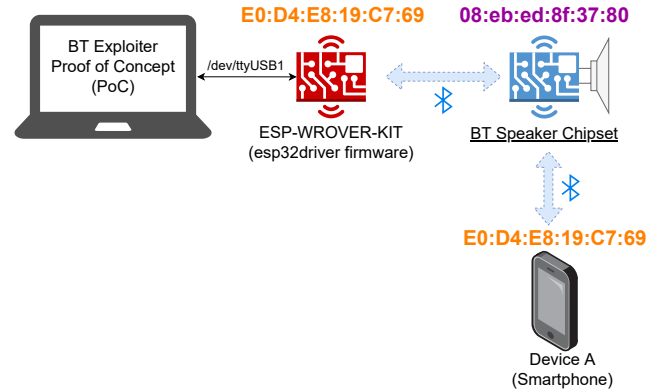 E0:D4:E8:19:C7:69
08:eb:ed:8f:37:80
BT Exploiter
Proof of Concept
(PoC)
/dev/ttyUSB1
ESP-WROVER-KIT
(esp32driver firmware)
BT Speaker Chipset
E0:D4:E8:19:C7:69
Device A
(Smartphone)